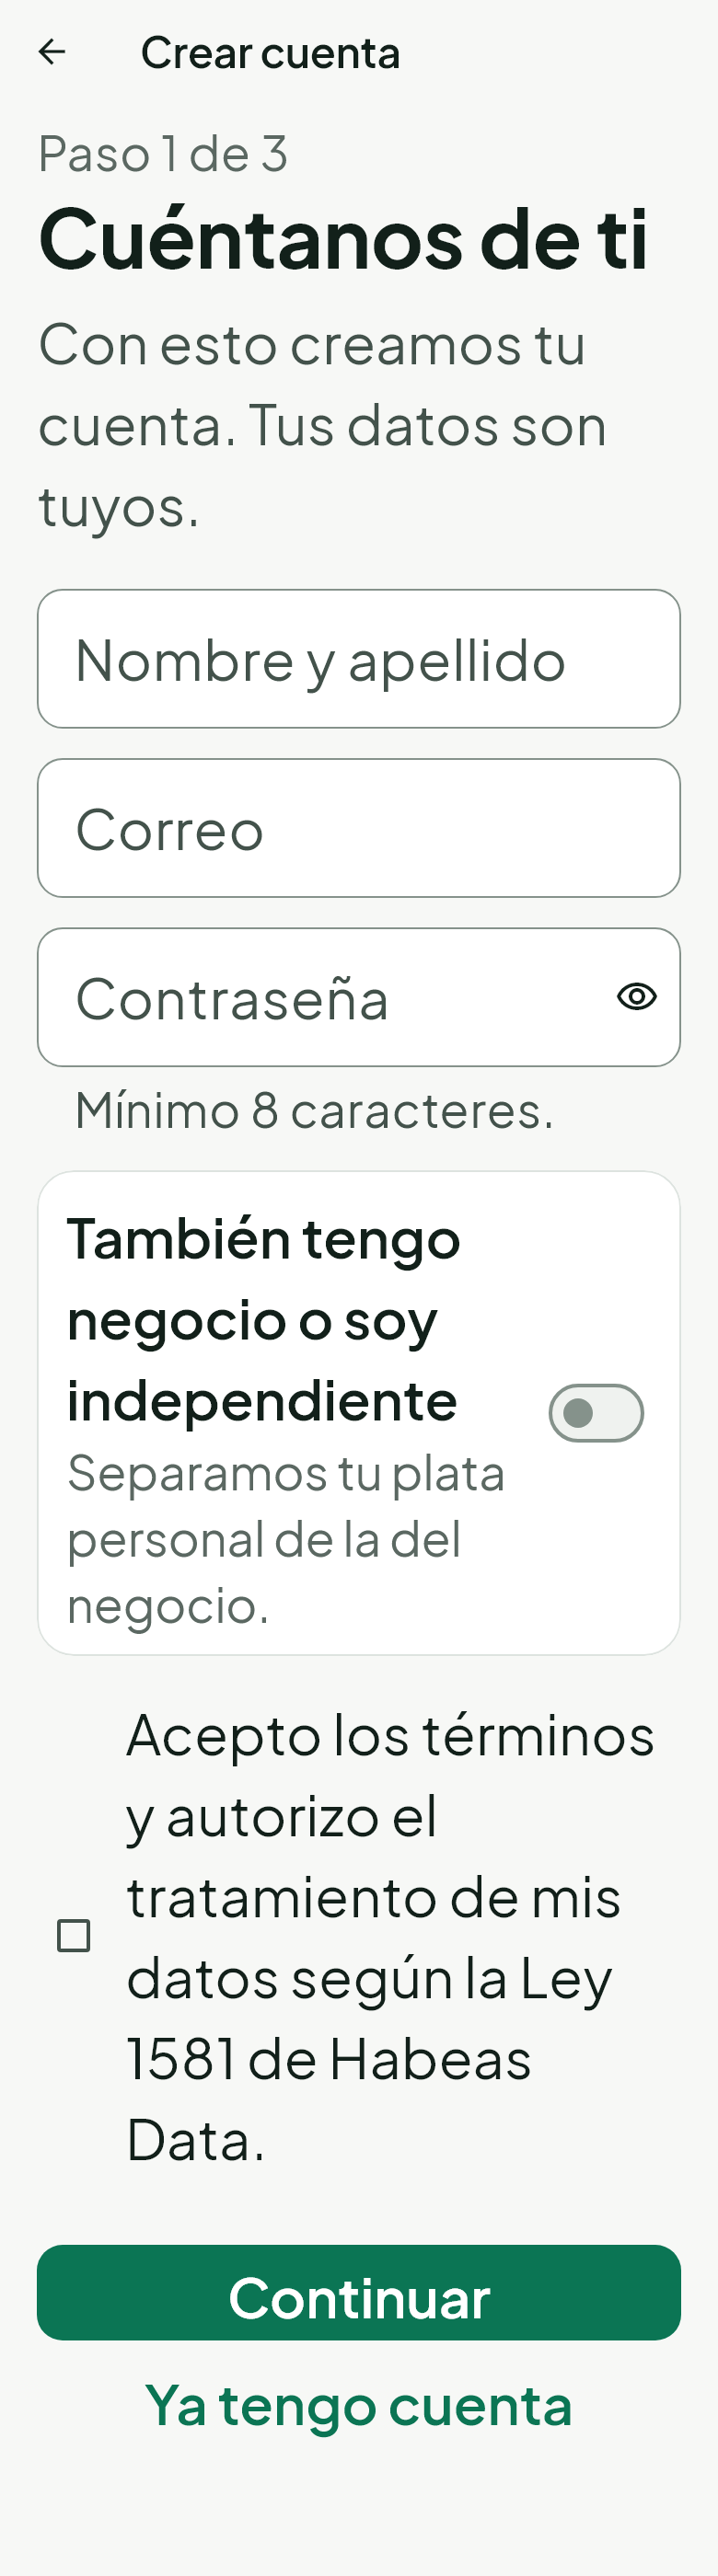 Crear cuenta
Paso 1 de 3
Cuéntanos de ti
Con esto creamos tu
cuenta. Tus datos son
tuyos.
Nombre y apellido
Correo
Contraseña
Mínimo 8 caracteres.
También tengo
negocio o soy
independiente
Separamos tu plata
personal de la del
negocio.
Acepto los términos
y autorizo el
tratamiento de mis
datos según la Ley
1581 de Habeas
Data.
Continuar
Ya tengo cuenta